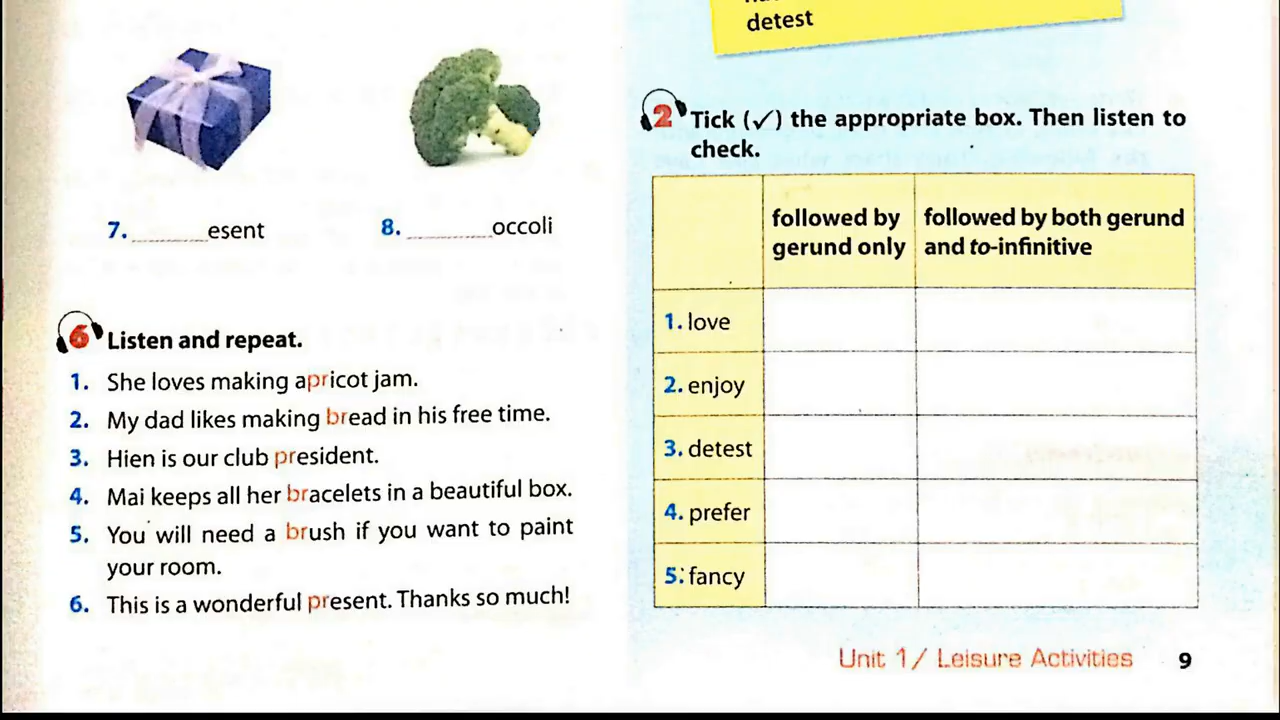 7. ________esent
8. ________occoli
6 Listen and repeat.
1. She loves making apricot jam.
2. My dad likes making bread in his free time.
3. Hien is our club president.
4. Mai keeps all her bracelets in a beautiful box.
5. You will need a brush if you want to paint
your room.
6. This is a wonderful present. Thanks so much!
detest
2 Tick (✓) the appropriate box. Then listen to
check.
followed by
gerund only
followed by both gerund
and to-infinitive
1. love
2. enjoy
3. detest
4. prefer
5. fancy
Unit 1/ Leisure Activities 9